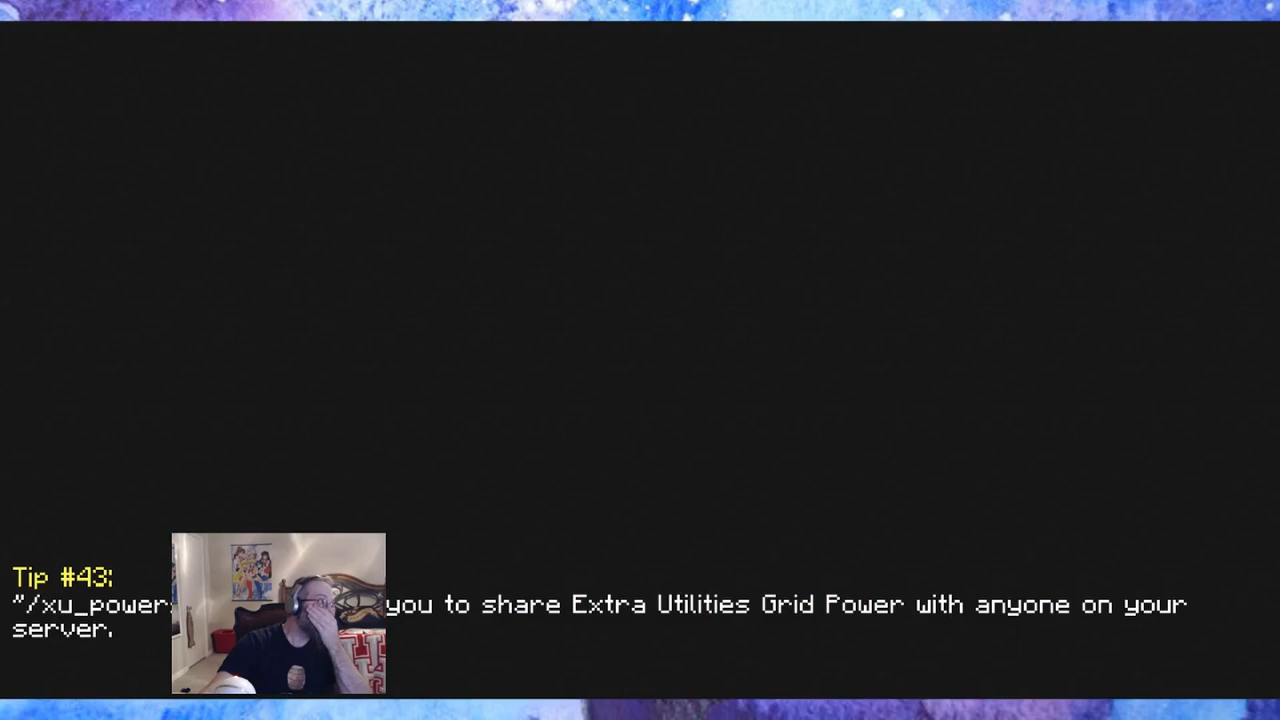 Tip #43:
"/xu_power you to share Extra Utilities Grid Power with anyone on your
server.